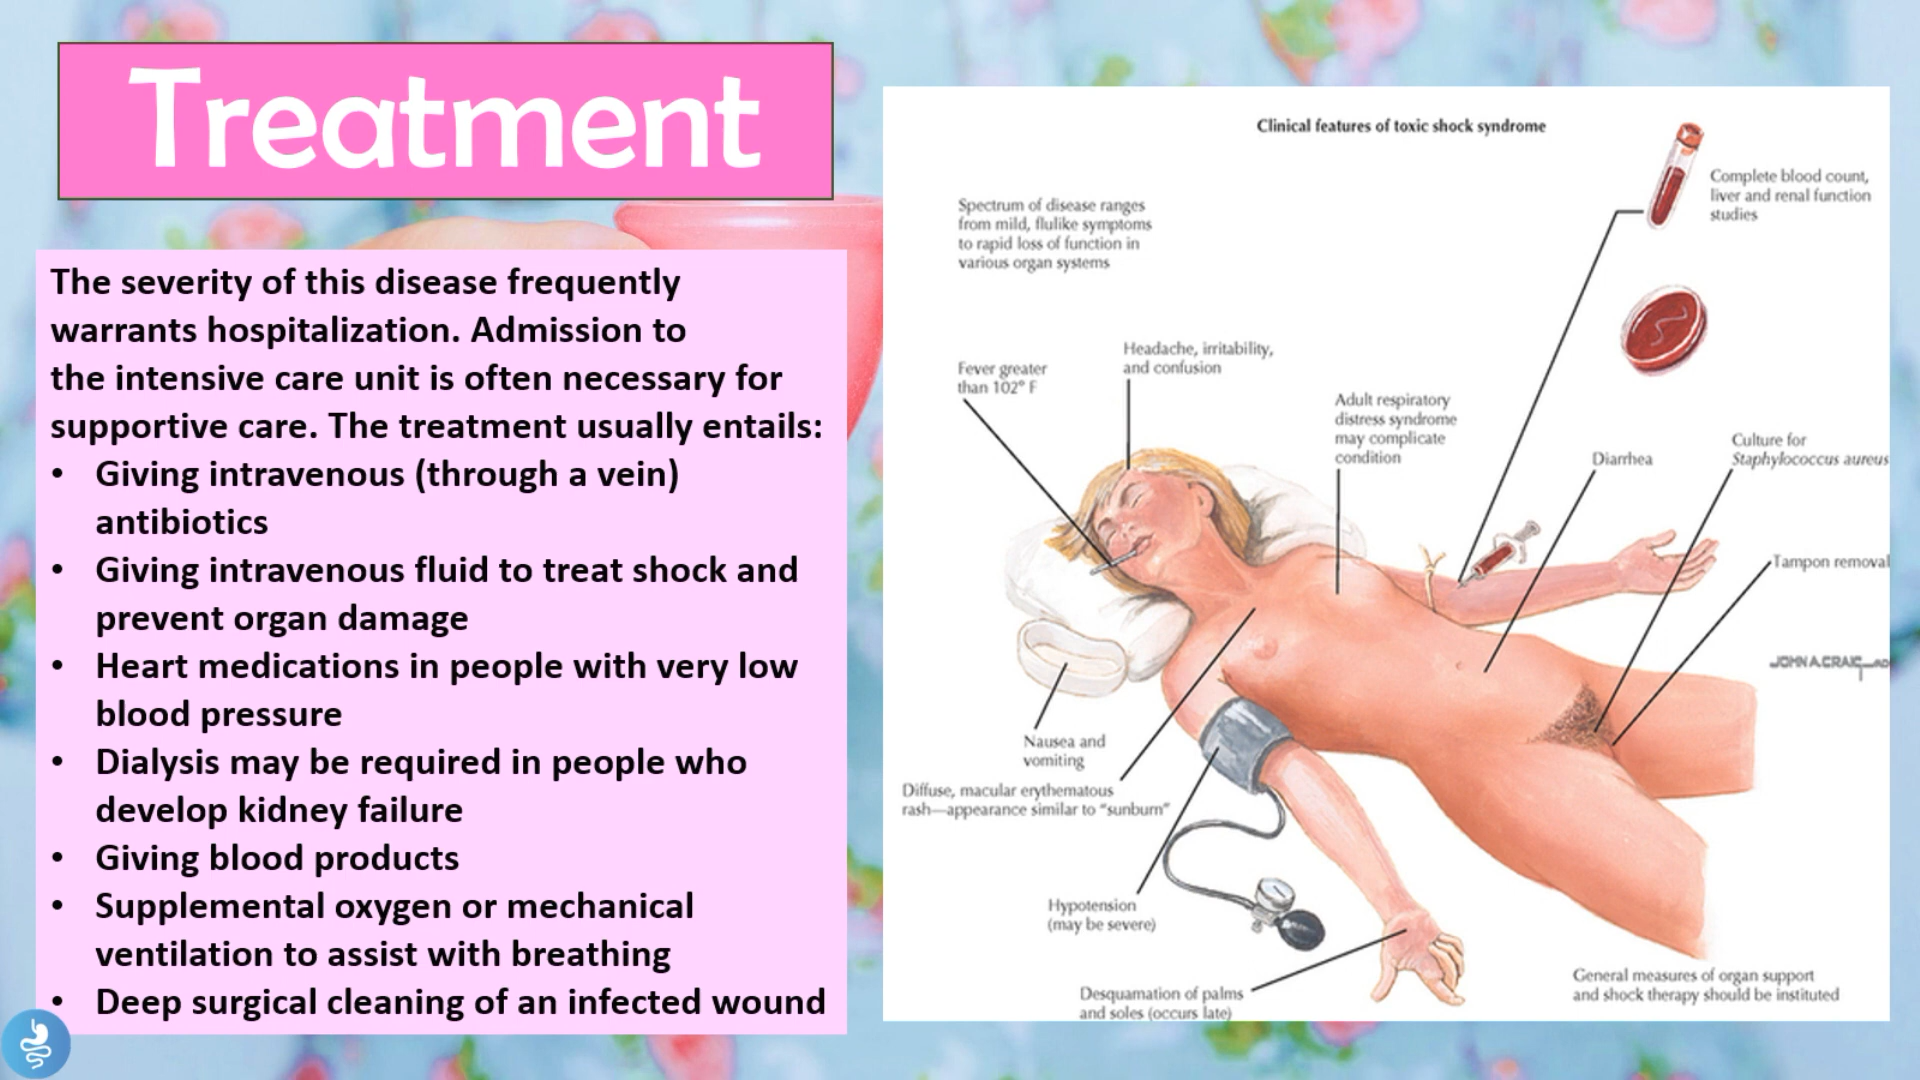 Treatment
The severity of this disease frequently
warrants hospitalization. Admission to
the intensive care unit is often necessary for
supportive care. The treatment usually entails:
• Giving intravenous (through a vein)
antibiotics
• Giving intravenous fluid to treat shock and
prevent organ damage
• Heart medications in people with very low
blood pressure
• Dialysis may be required in people who
develop kidney failure
• Giving blood products
• Supplemental oxygen or mechanical
ventilation to assist with breathing
• Deep surgical cleaning of an infected wound
Clinical features of toxic shock syndrome
Complete blood count,
liver and renal function
studies
Spectrum of disease ranges
from mild, flulike symptoms
to rapid loss of function in
various organ systems
Headache, irritability,
and confusion
Fever greater
than 102° F
Adult respiratory
distress syndrome
may complicate
condition
Diarrhea
Culture for
Staphylococcus aureus
Tampon removal
JOHN A.CRAIG_AD
Nausea and
vomiting
Diffuse, macular erythematous
rash—appearance similar to “sunburn”
Hypotension
(may be severe)
Desquamation of palms
and soles (occurs late)
General measures of organ support
and shock therapy should be instituted